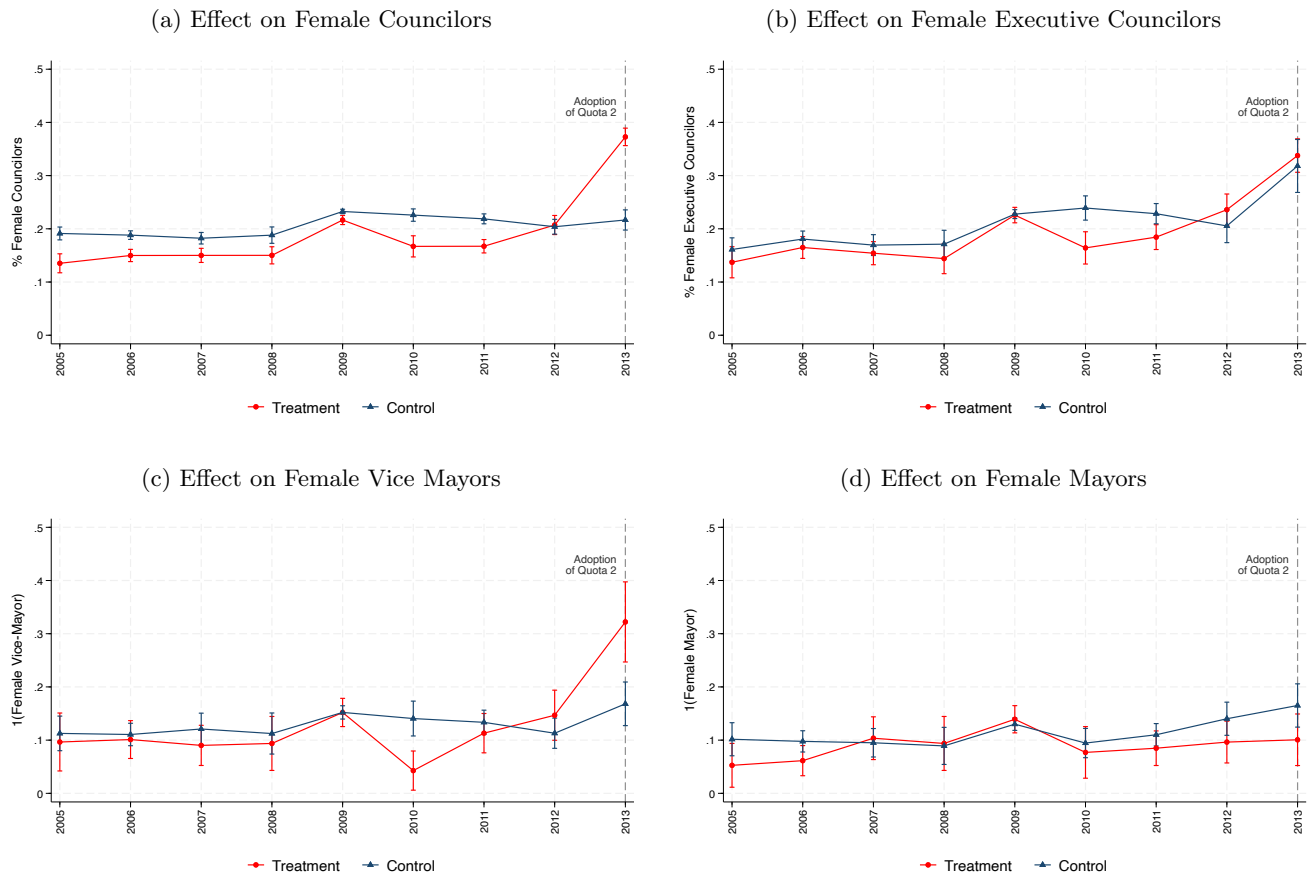 (a) Effect on Female Councilors
% Female Councilors
.5
.4
.3
.2
.1
0
Adoption
of Quota 2
2005
2006
2007
2008
2009
2010
2011
2012
2013
Treatment
Control
(b) Effect on Female Executive Councilors
% Female Executive Councilors
.5
.4
.3
.2
.1
0
Adoption
of Quota 2
2005
2006
2007
2008
2009
2010
2011
2012
2013
Treatment
Control
(c) Effect on Female Vice Mayors
1(Female Vice-Mayor)
.5
.4
.3
.2
.1
0
Adoption
of Quota 2
2005
2006
2007
2008
2009
2010
2011
2012
2013
Treatment
Control
(d) Effect on Female Mayors
1(Female Mayor)
.5
.4
.3
.2
.1
0
Adoption
of Quota 2
2005
2006
2007
2008
2009
2010
2011
2012
2013
Treatment
Control